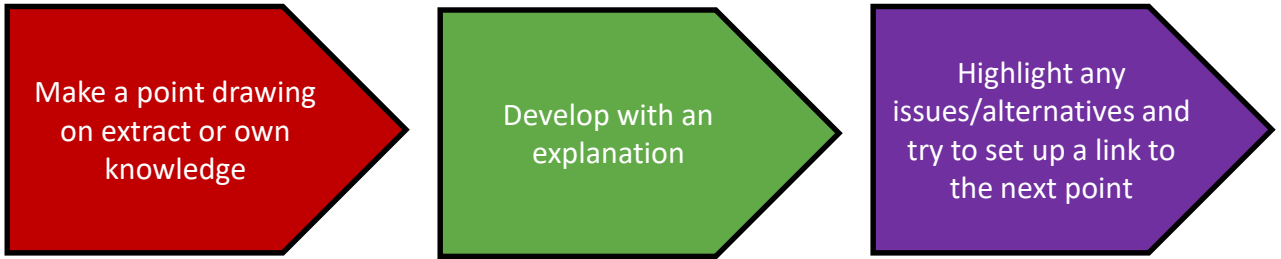 Make a point drawing
on extract or own
knowledge
Develop with an
explanation
Highlight any
issues/alternatives and
try to set up a link to
the next point